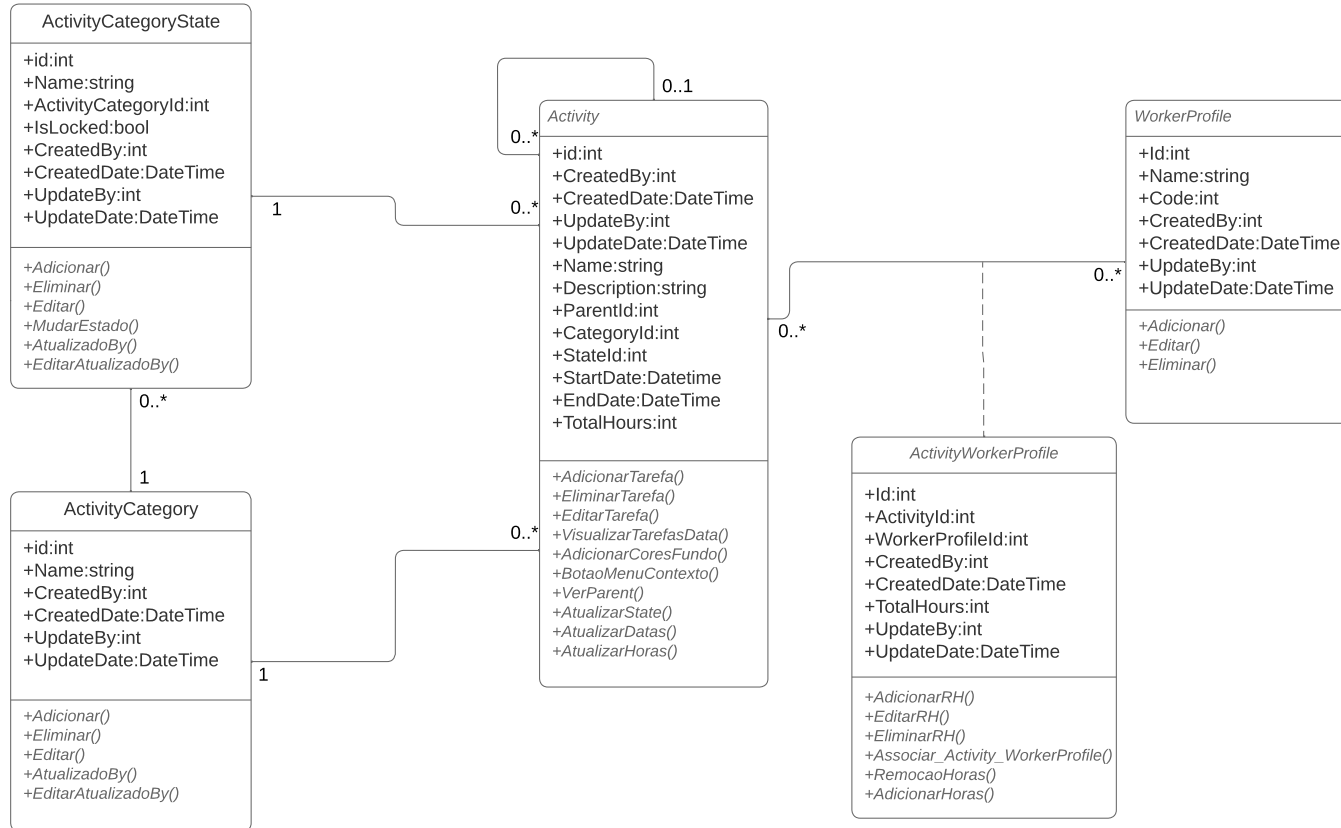 ActivityCategoryState
+id:int
+Name:string
+ActivityCategoryId:int
+IsLocked:bool
+CreatedBy:int
+CreatedDate:DateTime
+UpdateBy:int
+UpdateDate:DateTime
+Adicionar()
+Eliminar()
+Editar()
+MudarEstado()
+AtualizadoBy()
+EditarAtualizadoBy()
0..*
1
ActivityCategory
+id:int
+Name:string
+CreatedBy:int
+CreatedDate:DateTime
+UpdateBy:int
+UpdateDate:DateTime
+Adicionar()
+Eliminar()
+Editar()
+AtualizadoBy()
+EditarAtualizadoBy()
1
1
0..1
0..*
0..*
0..*
Activity
+id:int
+CreatedBy:int
+CreatedDate:DateTime
+UpdateBy:int
+UpdateDate:DateTime
+Name:string
+Description:string
+ParentId:int
+CategoryId:int
+StateId:int
+StartDate:Datetime
+EndDate:DateTime
+TotalHours:int
+AdicionarTarefa()
+EliminarTarefa()
+EditarTarefa()
+VisualizarTarefasData()
+AdicionarCoresFundo()
+BotaoMenuContexto()
+VerParent()
+AtualizarState()
+AtualizarDatas()
+AtualizarHoras()
0..*
0..*
WorkerProfile
+Id:int
+Name:string
+Code:int
+CreatedBy:int
+CreatedDate:DateTime
+UpdateBy:int
+UpdateDate:DateTime
+Adicionar()
+Editar()
+Eliminar()
ActivityWorkerProfile
+Id:int
+ActivityId:int
+WorkerProfileId:int
+CreatedBy:int
+CreatedDate:DateTime
+TotalHours:int
+UpdateBy:int
+UpdateDate:DateTime
+AdicionarRH()
+EditarRH()
+EliminarRH()
+Associar_Activity_WorkerProfile()
+RemocaoHoras()
+AdicionarHoras()